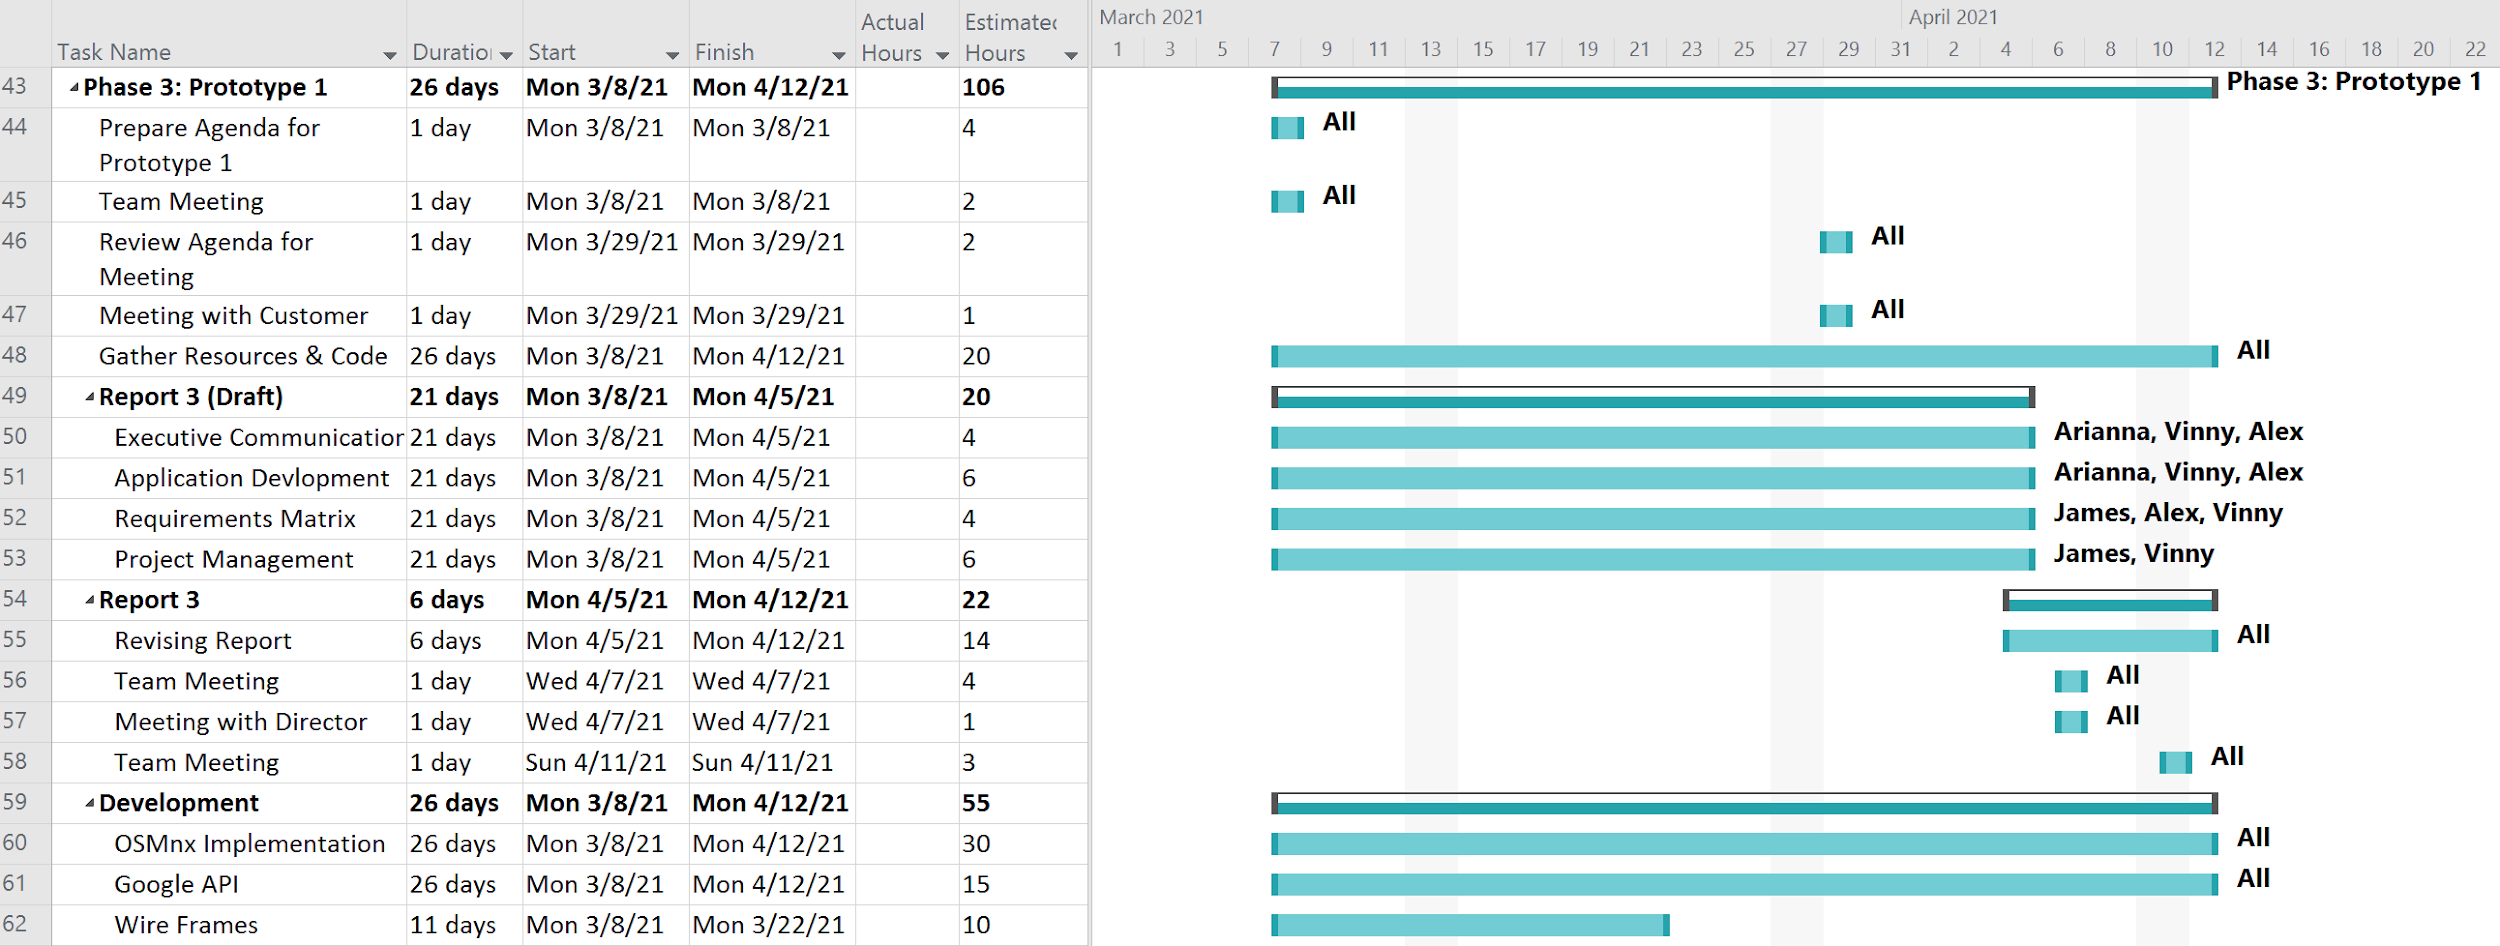 March 2021 April 2021
Actual Estimated
Task Name Duratio Start Finish Hours Hours
1 3 5 7 9 11 13 15 17 19 21 23 25 27 29 31 2 4 6 8 10 12 14 16 18 20 22
43 Phase 3: Prototype 1 26 days Mon 3/8/21 Mon 4/12/21 106 Phase 3: Prototype 1
44 Prepare Agenda for 1 day Mon 3/8/21 Mon 3/8/21 4 All
Prototype 1
45 Team Meeting 1 day Mon 3/8/21 Mon 3/8/21 2 All
46 Review Agenda for 1 day Mon 3/29/21 Mon 3/29/21 2 All
Meeting
47 Meeting with Customer 1 day Mon 3/29/21 Mon 3/29/21 1 All
48 Gather Resources & Code 26 days Mon 3/8/21 Mon 4/12/21 20 All
49 Report 3 (Draft) 21 days Mon 3/8/21 Mon 4/5/21 20
50 Executive Communication 21 days Mon 3/8/21 Mon 4/5/21 4 Arianna, Vinny, Alex
51 Application Devlopment 21 days Mon 3/8/21 Mon 4/5/21 6 Arianna, Vinny, Alex
52 Requirements Matrix 21 days Mon 3/8/21 Mon 4/5/21 4 James, Alex, Vinny
53 Project Management 21 days Mon 3/8/21 Mon 4/5/21 6 James, Vinny
54 Report 3 6 days Mon 4/5/21 Mon 4/12/21 22
55 Revising Report 6 days Mon 4/5/21 Mon 4/12/21 14 All
56 Team Meeting 1 day Wed 4/7/21 Wed 4/7/21 4 All
57 Meeting with Director 1 day Wed 4/7/21 Wed 4/7/21 1 All
58 Team Meeting 1 day Sun 4/11/21 Sun 4/11/21 3 All
59 Development 26 days Mon 3/8/21 Mon 4/12/21 55
60 OSMnx Implementation 26 days Mon 3/8/21 Mon 4/12/21 30 All
61 Google API 26 days Mon 3/8/21 Mon 4/12/21 15 All
62 Wire Frames 11 days Mon 3/8/21 Mon 3/22/21 10